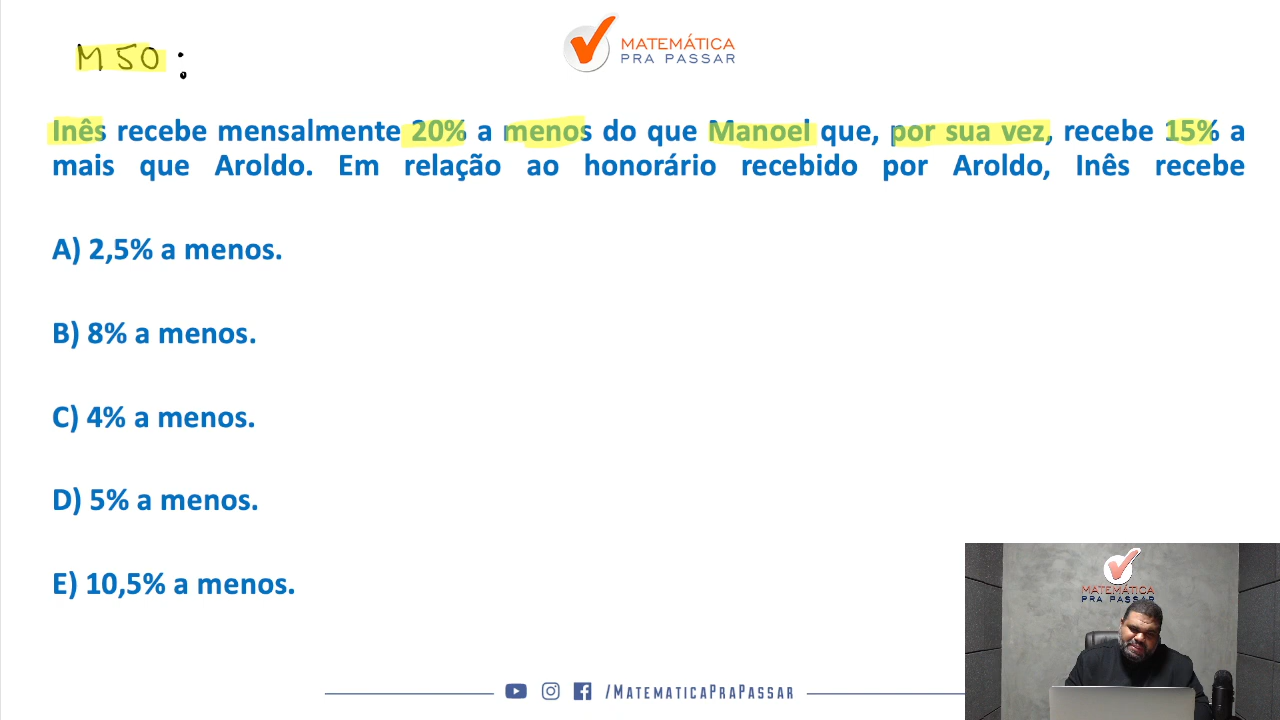 M 50 :
MATEMÁTICA
PRA PASSAR
Inês recebe mensalmente 20% a menos do que Manoel que, por sua vez, recebe 15% a
mais que Aroldo. Em relação ao honorário recebido por Aroldo, Inês recebe
A) 2,5% a menos.
B) 8% a menos.
C) 4% a menos.
D) 5% a menos.
E) 10,5% a menos.
MATEMÁTICA
PRA PASSAR
/MATEMATICAPRAPASSAR